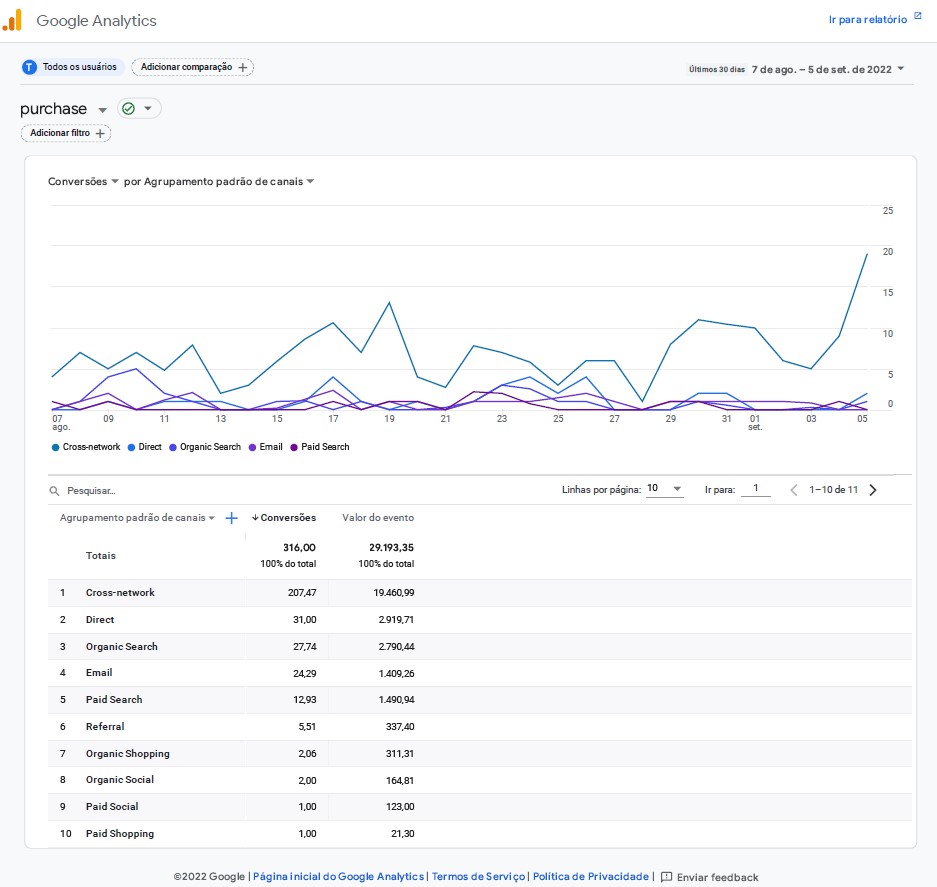 Google Analytics
Ir para relatório
T Todos os usuários Adicionar comparação +
Últimos 30 dias 7 de ago. – 5 de set. de 2022
purchase
Adicionar filtro +
Conversões por Agrupamento padrão de canais
25
20
15
10
5
0
07 09 11 13 15 17 19 21 23 25 27 29 31 01 03 05
ago. set.
Cross-network Direct Organic Search Email Paid Search
Pesquisar... Linhas por página: 10 Ir para: 1 1–10 de 11
Agrupamento padrão de canais + ↓ Conversões Valor do evento
Totais 316,00 29.193,35
100% do total 100% do total
1 Cross-network 207,47 19.460,99
2 Direct 31,00 2.919,71
3 Organic Search 27,74 2.790,44
4 Email 24,29 1.409,26
5 Paid Search 12,93 1.490,94
6 Referral 5,51 337,40
7 Organic Shopping 2,06 311,31
8 Organic Social 2,00 164,81
9 Paid Social 1,00 123,00
10 Paid Shopping 1,00 21,30
©2022 Google | Página inicial do Google Analytics | Termos de Serviço | Política de Privacidade | Enviar feedback